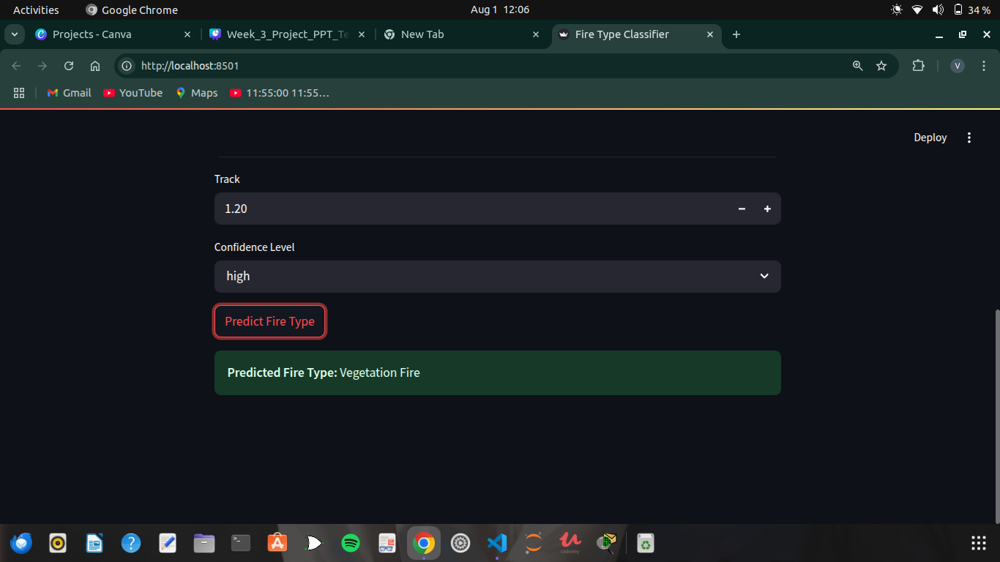 Activities Google Chrome Aug 1 12:06 34 %
Projects - Canva Week_3_Project_PPT_Te New Tab Fire Type Classifier
http://localhost:8501 V
Gmail YouTube Maps 11:55:00 11:55…
Deploy
Track
1.20
Confidence Level
high
Predict Fire Type
Predicted Fire Type: Vegetation Fire
Udemy